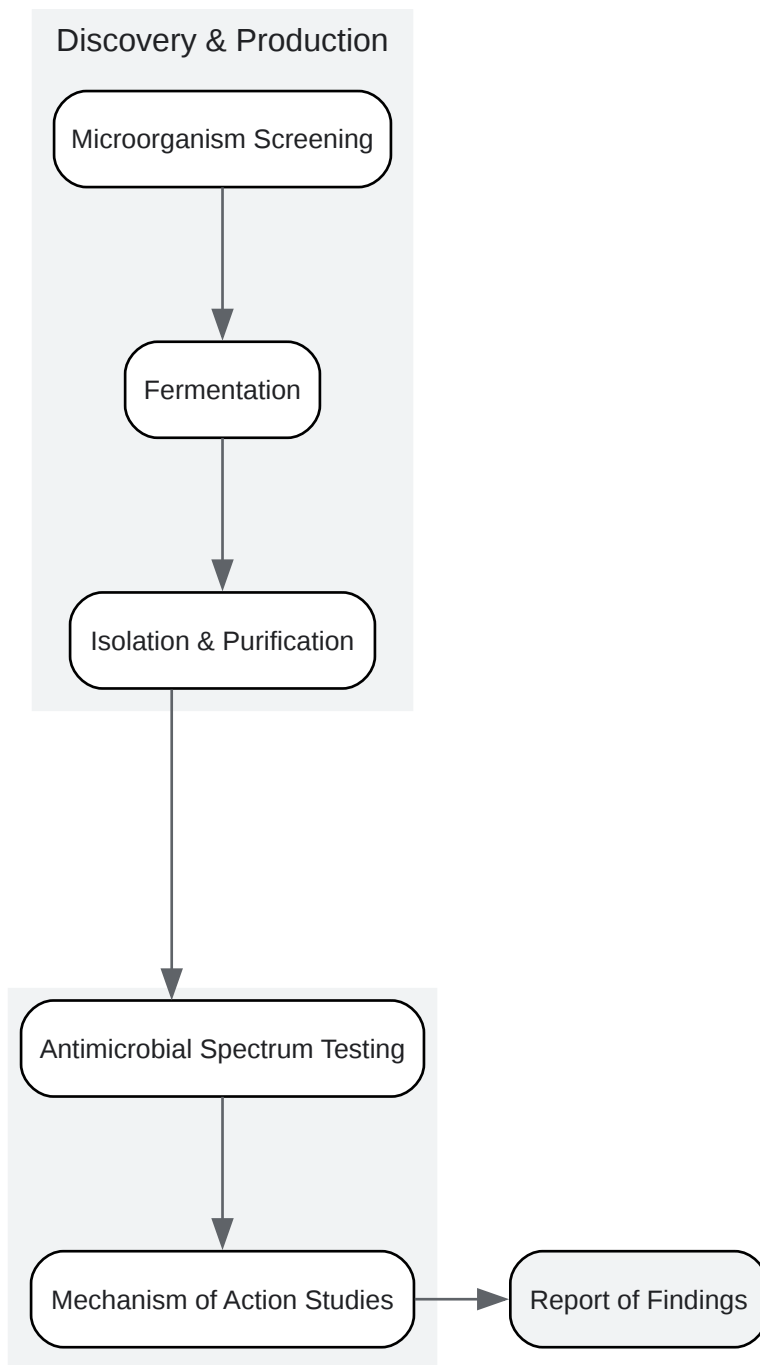 Discovery & Production
Microorganism Screening
Fermentation
Isolation & Purification
Antimicrobial Spectrum Testing
Mechanism of Action Studies
Report of Findings